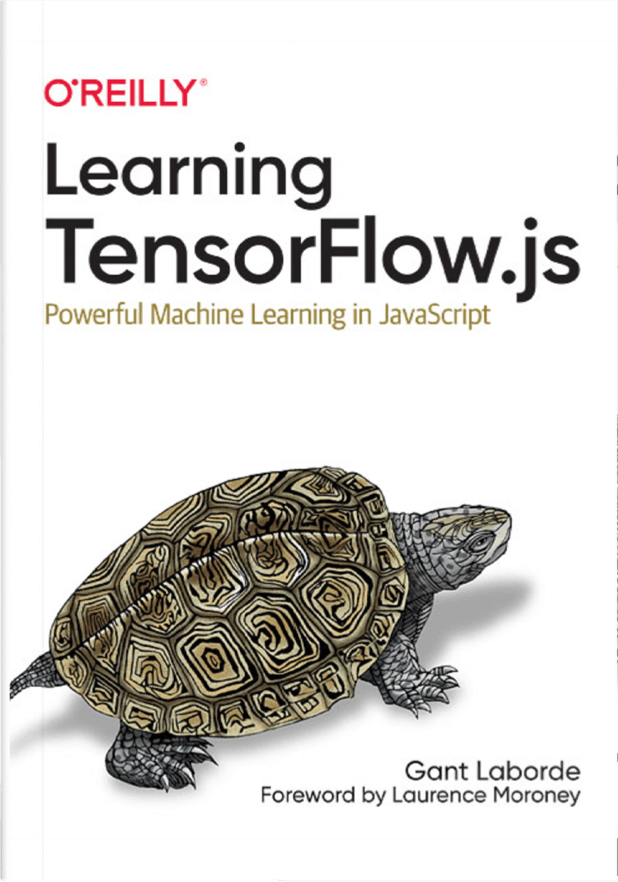 O'REILLY®
Learning
TensorFlow.js
Powerful Machine Learning in JavaScript
Gant Laborde
Foreword by Laurence Moroney